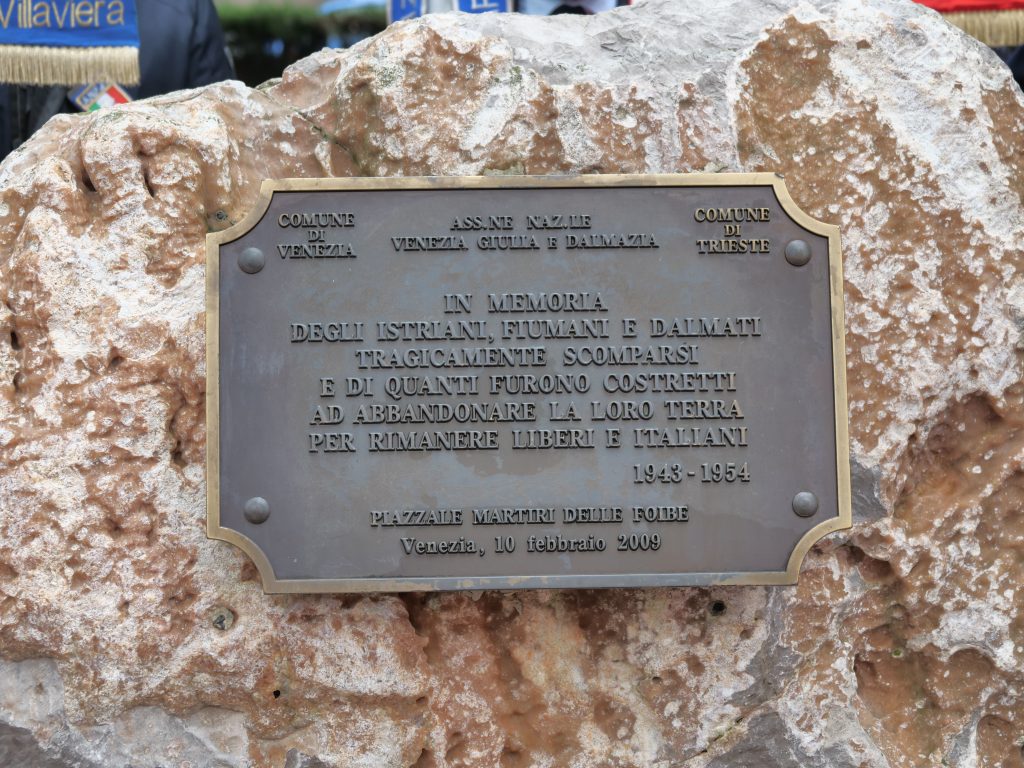 Villaviera
COMUNE
DI
VENEZIA
ASS.NE NAZ.LE
VENEZIA GIULIA E DALMAZIA
COMUNE
DI
TRIESTE
IN MEMORIA
DEGLI ISTRIANI, FIUMANI E DALMATI
TRAGICAMENTE SCOMPARSI
E DI QUANTI FURONO COSTRETTI
AD ABBANDONARE LA LORO TERRA
PER RIMANERE LIBERI E ITALIANI
1943-1954
PIAZZALE MARTIRI DELLE FOIBE
Venezia, 10 febbraio 2009